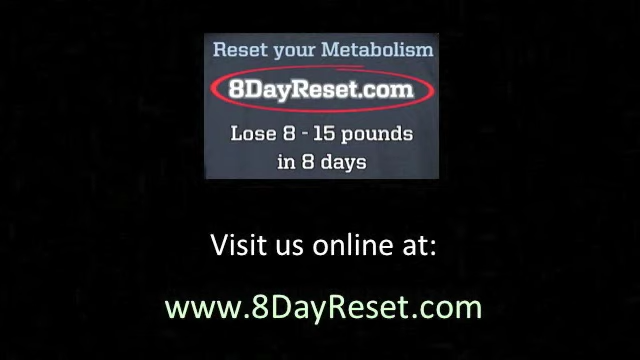 Reset your Metabolism
8DayReset.com
Lose 8 - 15 pounds
in 8 days
Visit us online at:
www.8DayReset.com